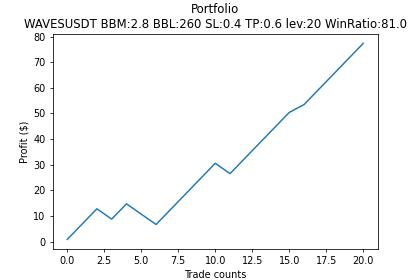 Portfolio
WAVESUSDT BBM:2.8 BBL:260 SL:0.4 TP:0.6 lev:20 WinRatio:81.0
80
70
60
50
40
30
20
10
0
Profit ($)
0.0 2.5 5.0 7.5 10.0 12.5 15.0 17.5 20.0
Trade counts